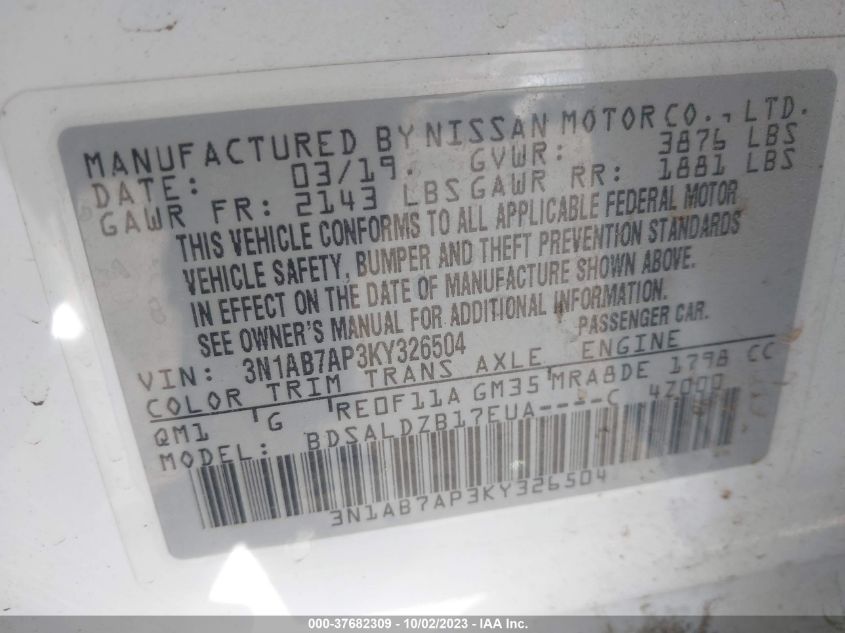 MANUFACTURED BY NISSAN MOTOR CO., LTD.
DATE: 03/19. GVWR: 3876 LBS
GAWR FR: 2143 LBS GAWR RR: 1881 LBS
THIS VEHICLE CONFORMS TO ALL APPLICABLE FEDERAL MOTOR
VEHICLE SAFETY, BUMPER AND THEFT PREVENTION STANDARDS
IN EFFECT ON THE DATE OF MANUFACTURE SHOWN ABOVE.
SEE OWNER'S MANUAL FOR ADDITIONAL INFORMATION.
VIN: 3N1AB7AP3KY326504 PASSENGER CAR.
COLOR TRIM TRANS AXLE ENGINE
QM1 G RE0F11A GM35 MRA8DE 1798 CC
MODEL: BDSALDZB17EUA----C 4Z000
3N1AB7AP3KY326504
000-37682309 - 10/02/2023 - IAA Inc.